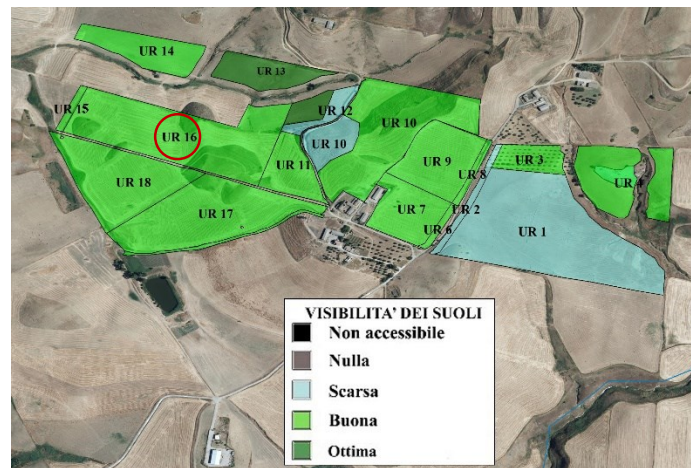 UR 14
UR 13
UR 15
UR 12
UR 16
UR 10
UR 10
UR 9
UR 3
UR 11
UR 8
UR 4
UR 18
UR 7
UR 2
UR 17
UR 6
UR 1
VISIBILITA' DEI SUOLI
Non accessibile
Nulla
Scarsa
Buona
Ottima